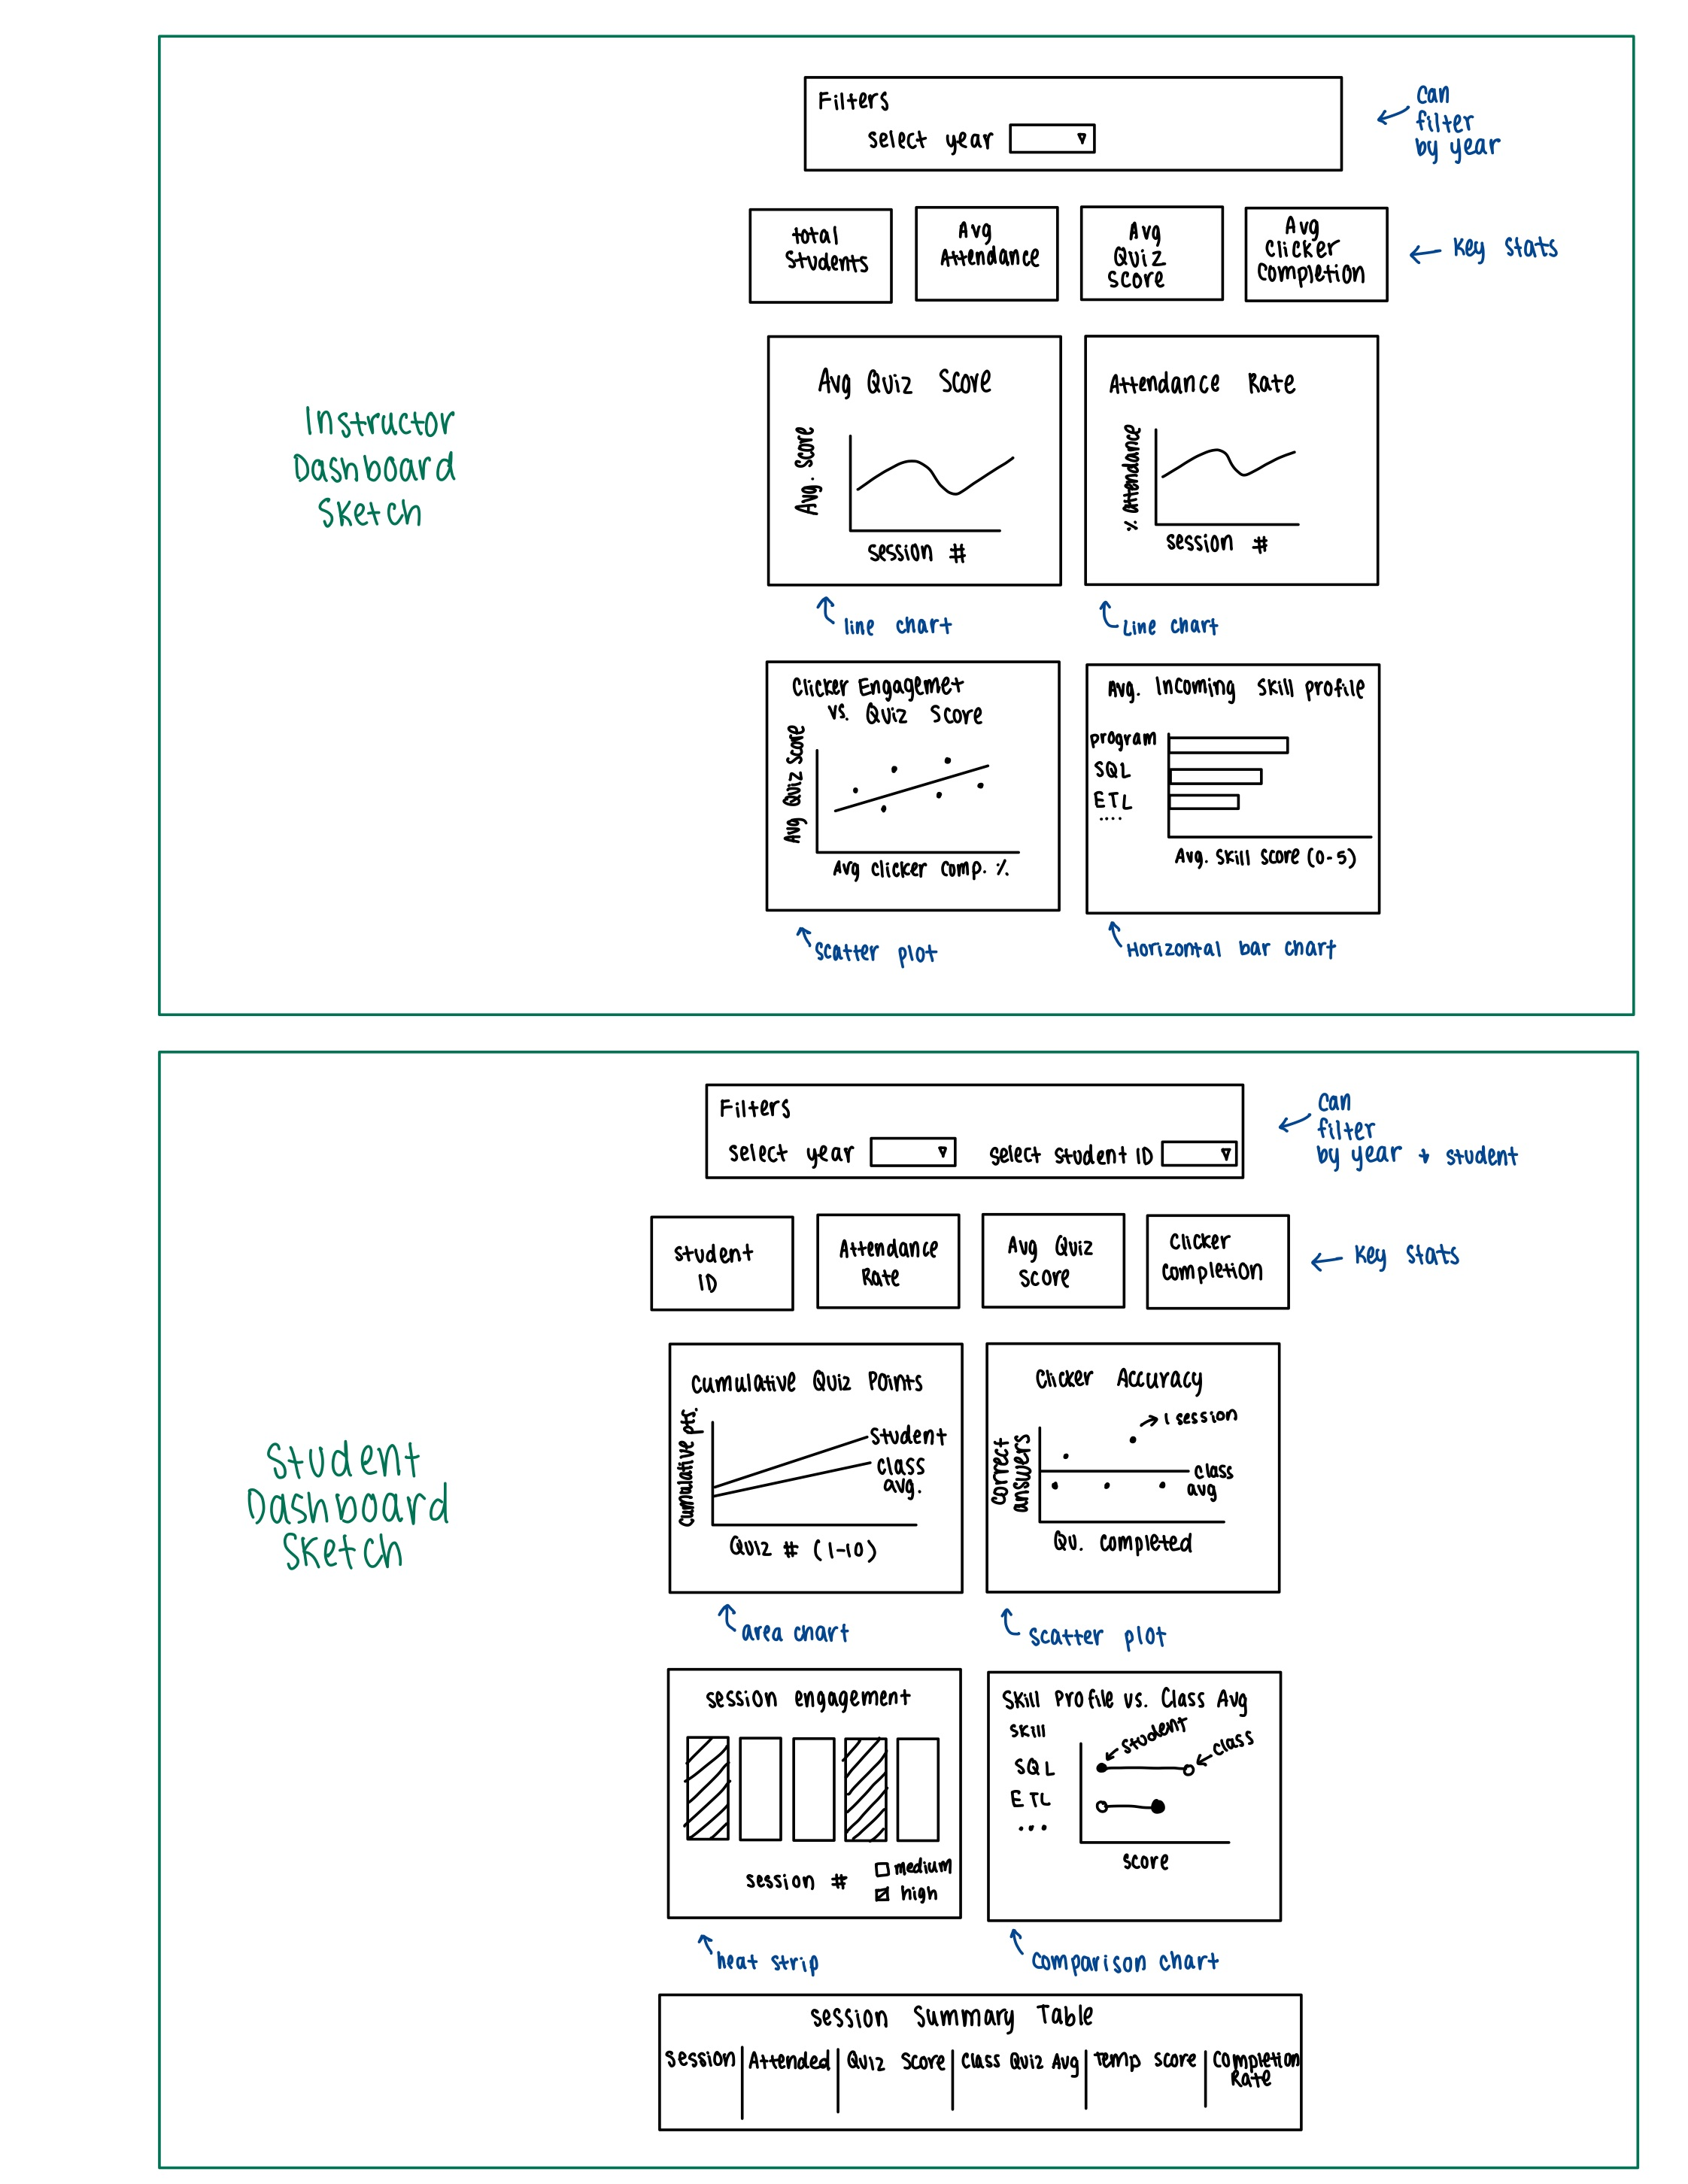 Instructor
Dashboard
Sketch
Filters
select year
can
filter
by year
total
students
Avg
Attendance
Avg
Quiz
score
Avg
Clicker
Completion
Key Stats
Avg Quiz Score
Avg. Score
session #
line chart
Attendance Rate
% attendance
session #
Line chart
Clicker Engagemet
vs. Quiz Score
Avg Quiz Score
Avg Clicker Comp. %
Scatter plot
Avg. Incoming Skill profile
program
SQL
ETL
....
Avg. Skill Score (0-5)
Horizontal bar chart
Student
Dashboard
Sketch
Filters
select year
select student ID
can
filter
by year + student
student
ID
Attendance
Rate
Avg Quiz
Score
Clicker
Completion
Key Stats
Cumulative Quiz Points
Cumulative pts.
Student
class
avg.
Quiz # (1-10)
area chart
Clicker Accuracy
1 session
correct
answers
class
avg
Qu. Completed
Scatter plot
session engagement
session #
medium
high
heat strip
Skill Profile vs. Class Avg
Skill
student
class
SQL
ETL
...
score
Comparison chart
Session Summary Table
Session
Attended
Quiz Score
Class Quiz Avg
temp score
Completion
Rate